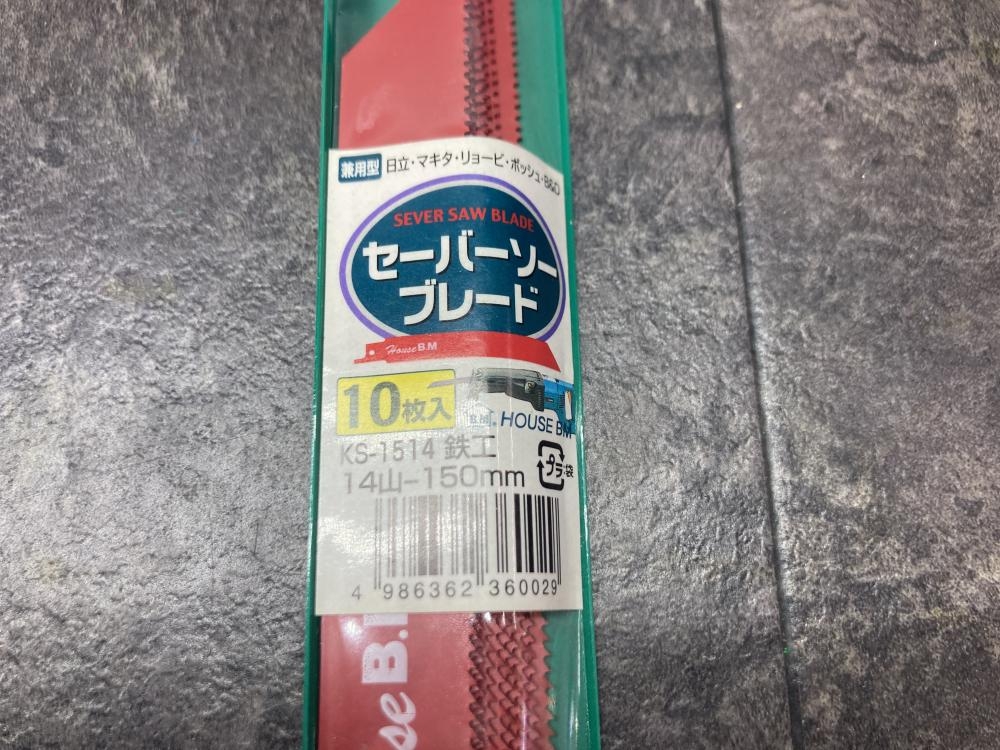 兼用型 日立・マキタ・リョービ・ボッシュ・B&D
SEVER SAW BLADE
セーバーソー
ブレード
House B.M
10枚入
B.M. HOUSE BM
KS-1514 鉄工
14山-150mm
プラ 袋
4 986362 360029
se B.